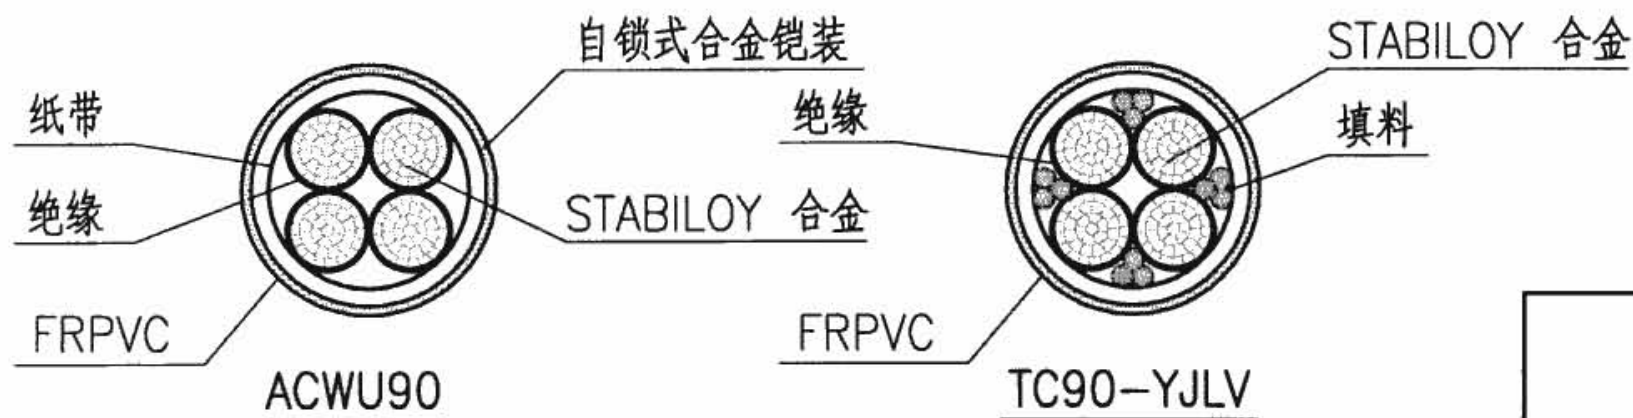 自锁式合金铠装
纸带
绝缘
STABILOY 合金
FRPVC
ACWU90
STABILOY 合金
绝缘
填料
FRPVC
TC90-YJLV